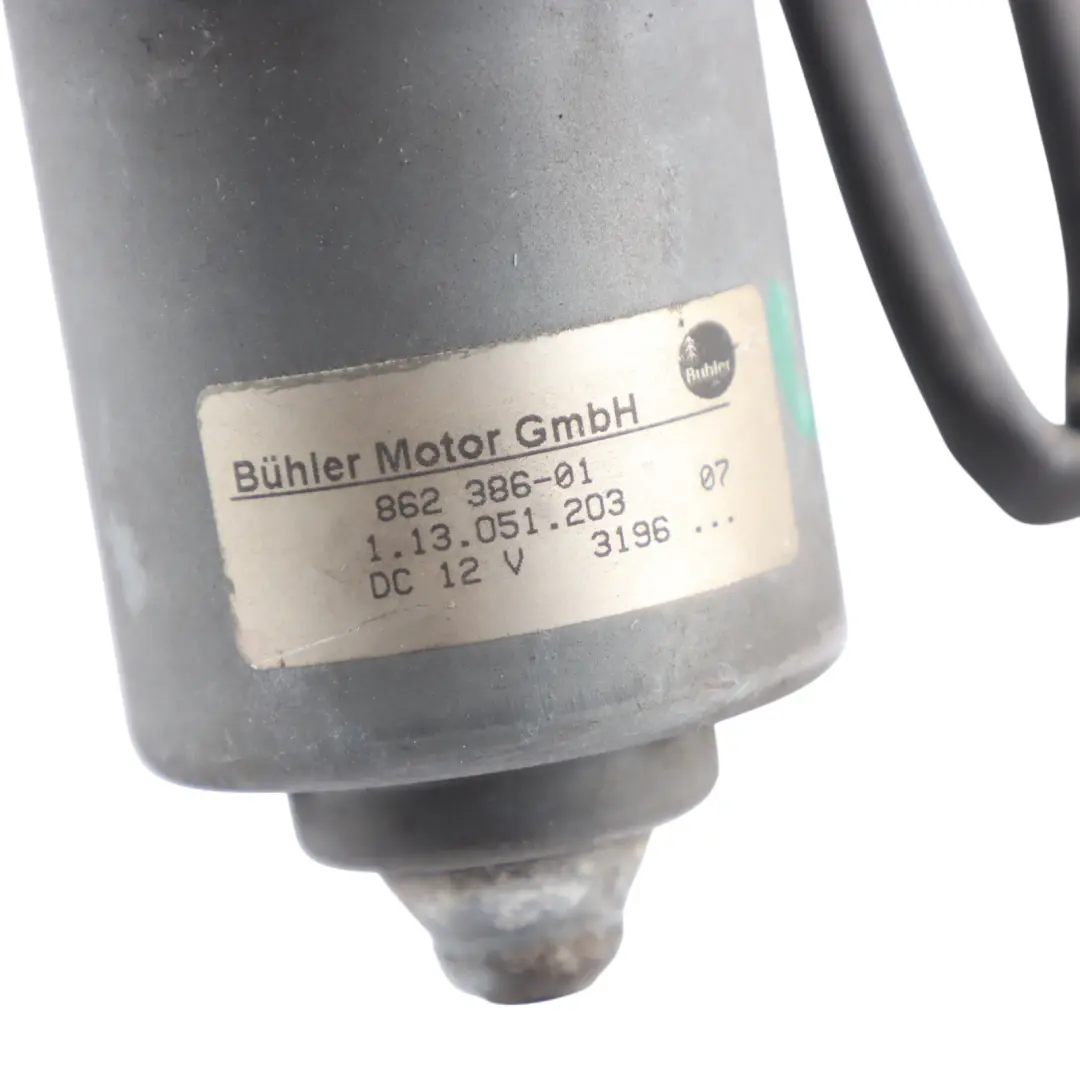 Bühler
Bühler Motor GmbH
862 386-01
1.13.051.203 07
DC 12 V 3196 ...